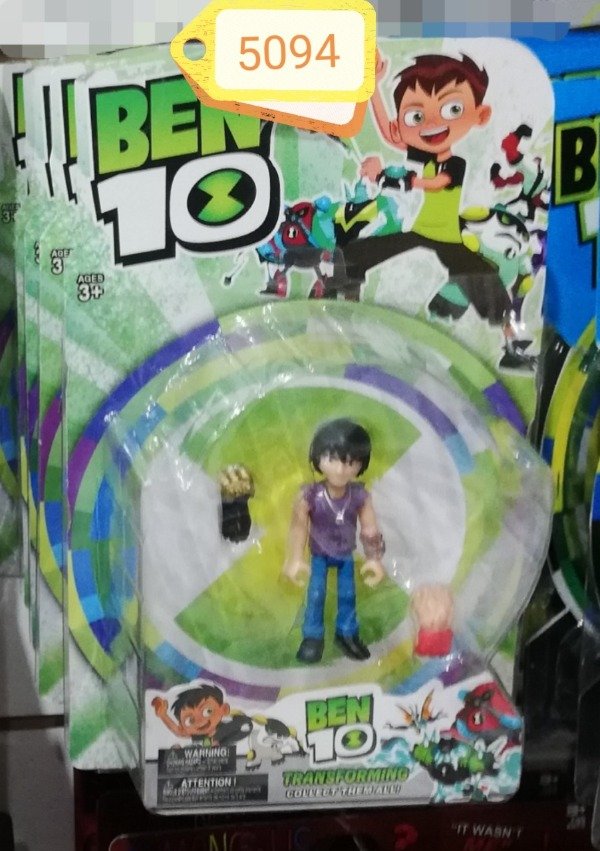 5094
BEN
10
B
AGE
3
AGES
3+
BEN
10
WARNING:
ATTENTION!
TRANSFORMING
COLLECT THEM ALL!
"IT WASN'T